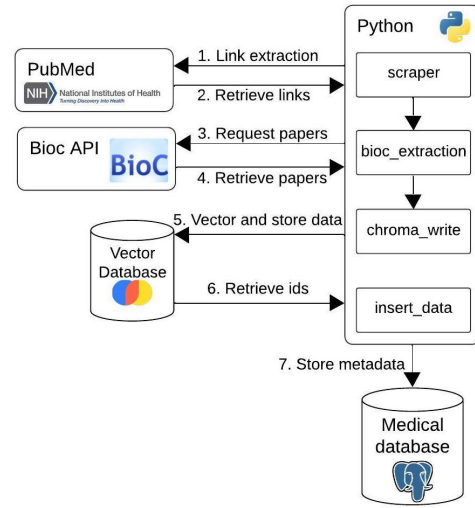 Python
PubMed
NIH National Institutes of Health
Turning Discovery Into Health
1. Link extraction
2. Retrieve links
scraper
Bioc API
BioC
3. Request papers
4. Retrieve papers
bioc_extraction
5. Vector and store data
chroma_write
Vector
Database
6. Retrieve ids
insert_data
7. Store metadata
Medical
database